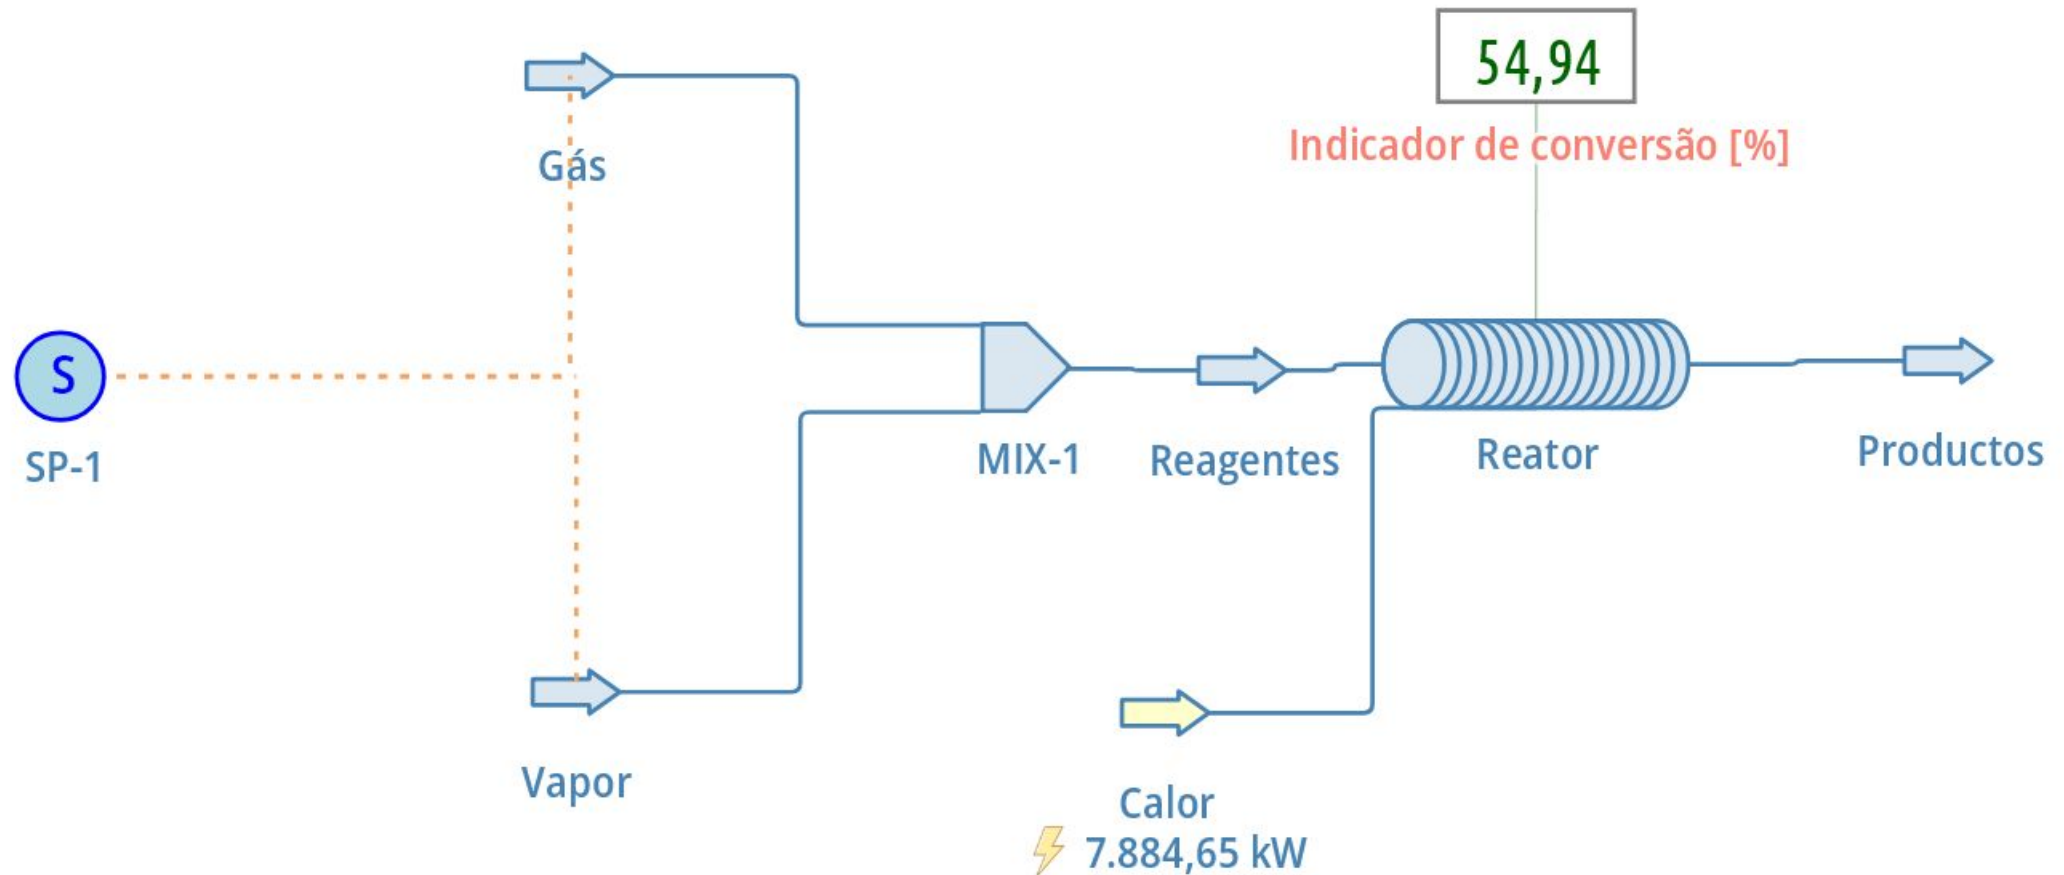 54,94
Indicador de conversão [%]
Gás
S
SP-1
MIX-1
Reagentes
Reator
Productos
Vapor
Calor
7.884,65 kW